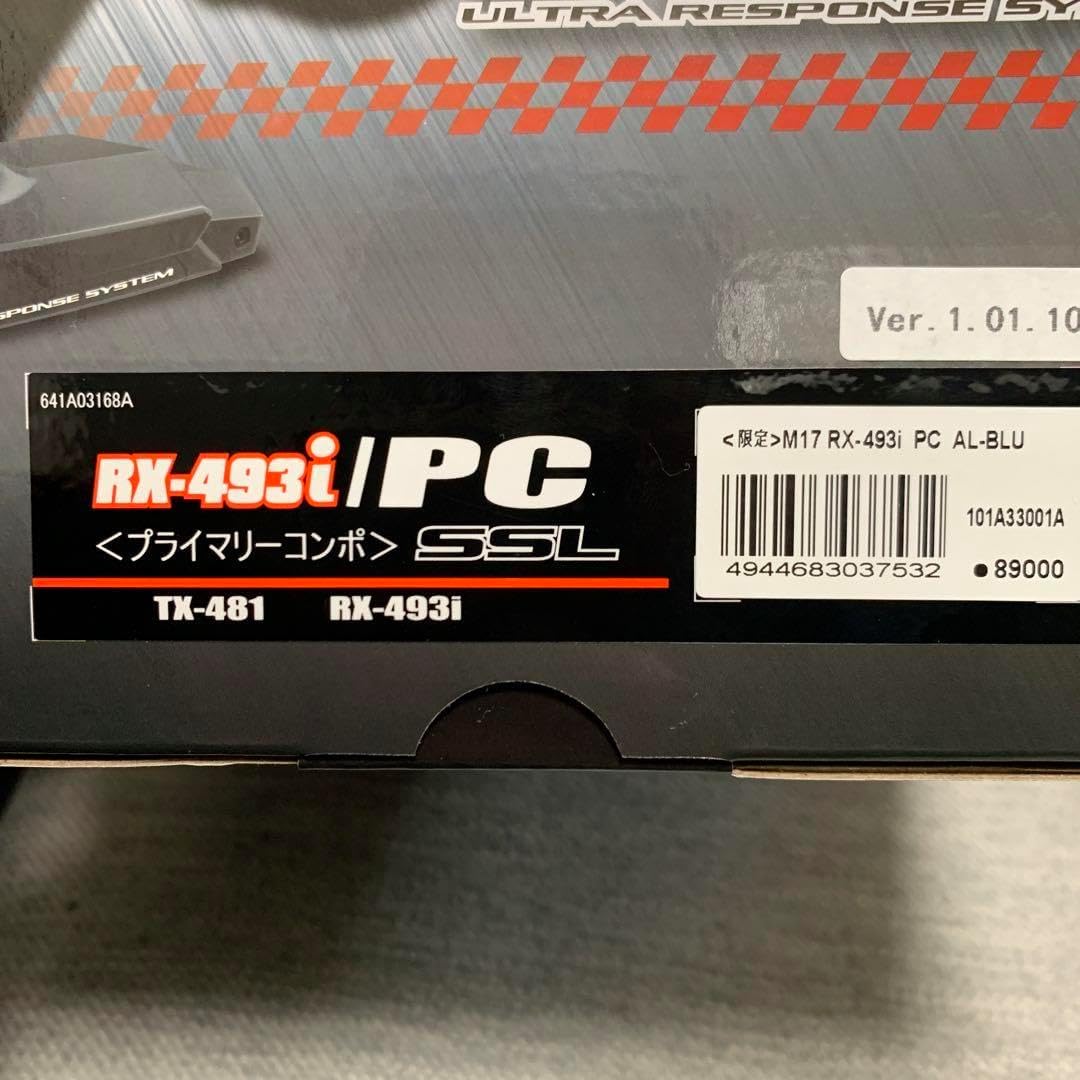 ULTRA RESPONSE SY
SPONSE SYSTEM
Ver.1.01.10
641A03168A
RX-493i/PC
<プライマリーコンポ> SSL
TX-481 RX-493i
<限定>M17 RX-493i PC AL-BLU
101A33001A
4944683037532
●89000